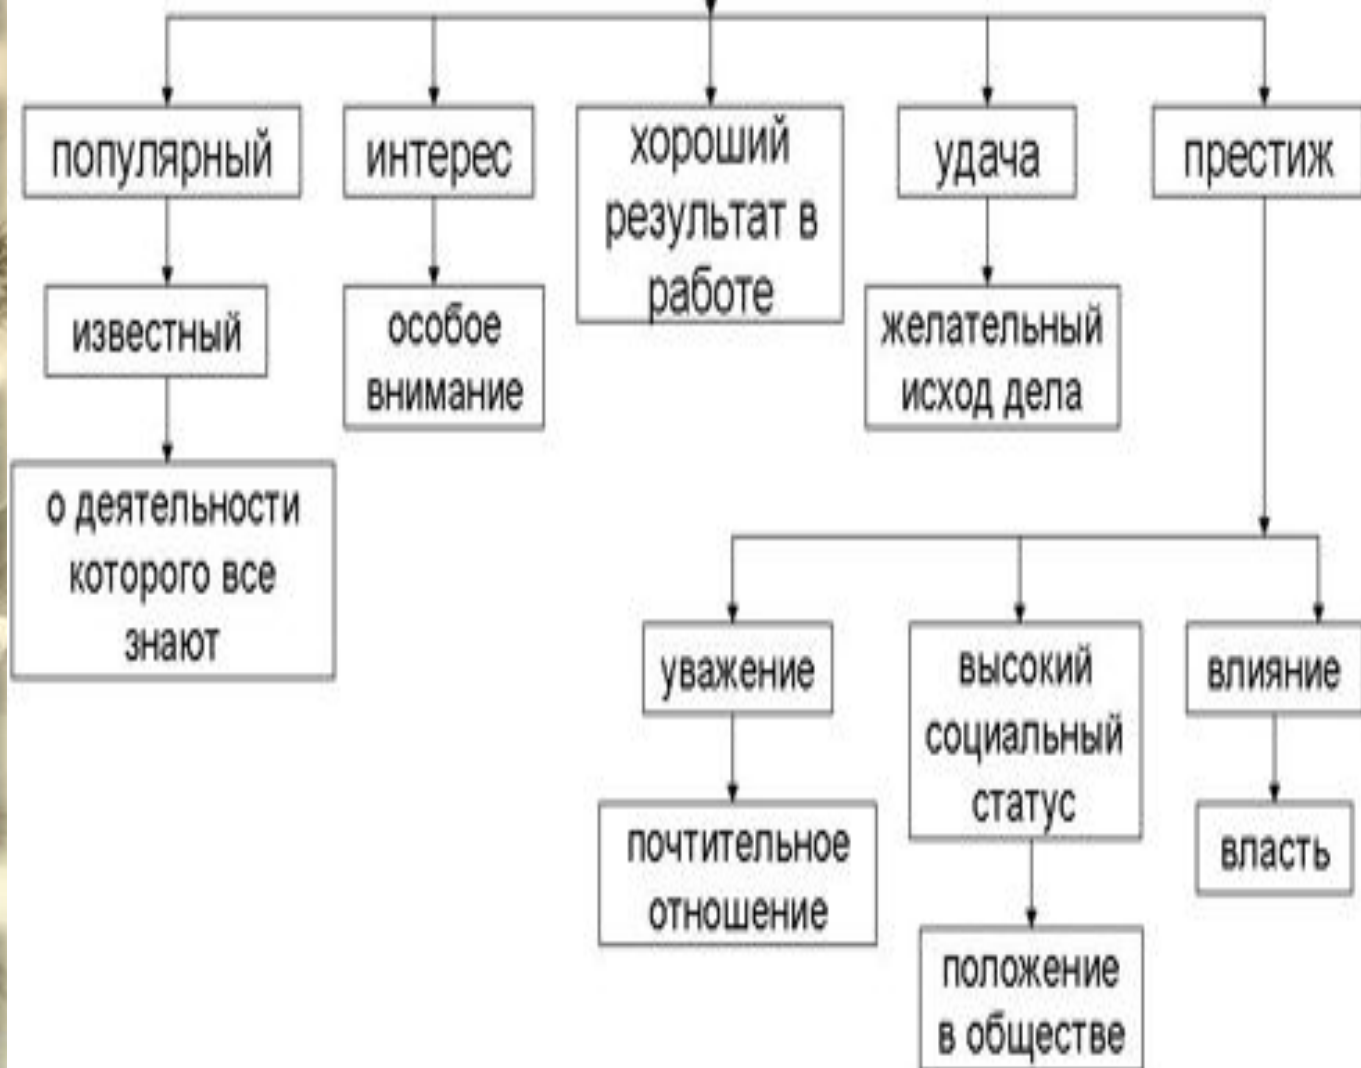 популярный
интерес
хороший
результат в
работе
удача
престиж
известный
особое
внимание
желательный
исход дела
о деятельности
которого все
знают
уважение
высокий
социальный
статус
влияние
почтительное
отношение
власть
положение
в обществе